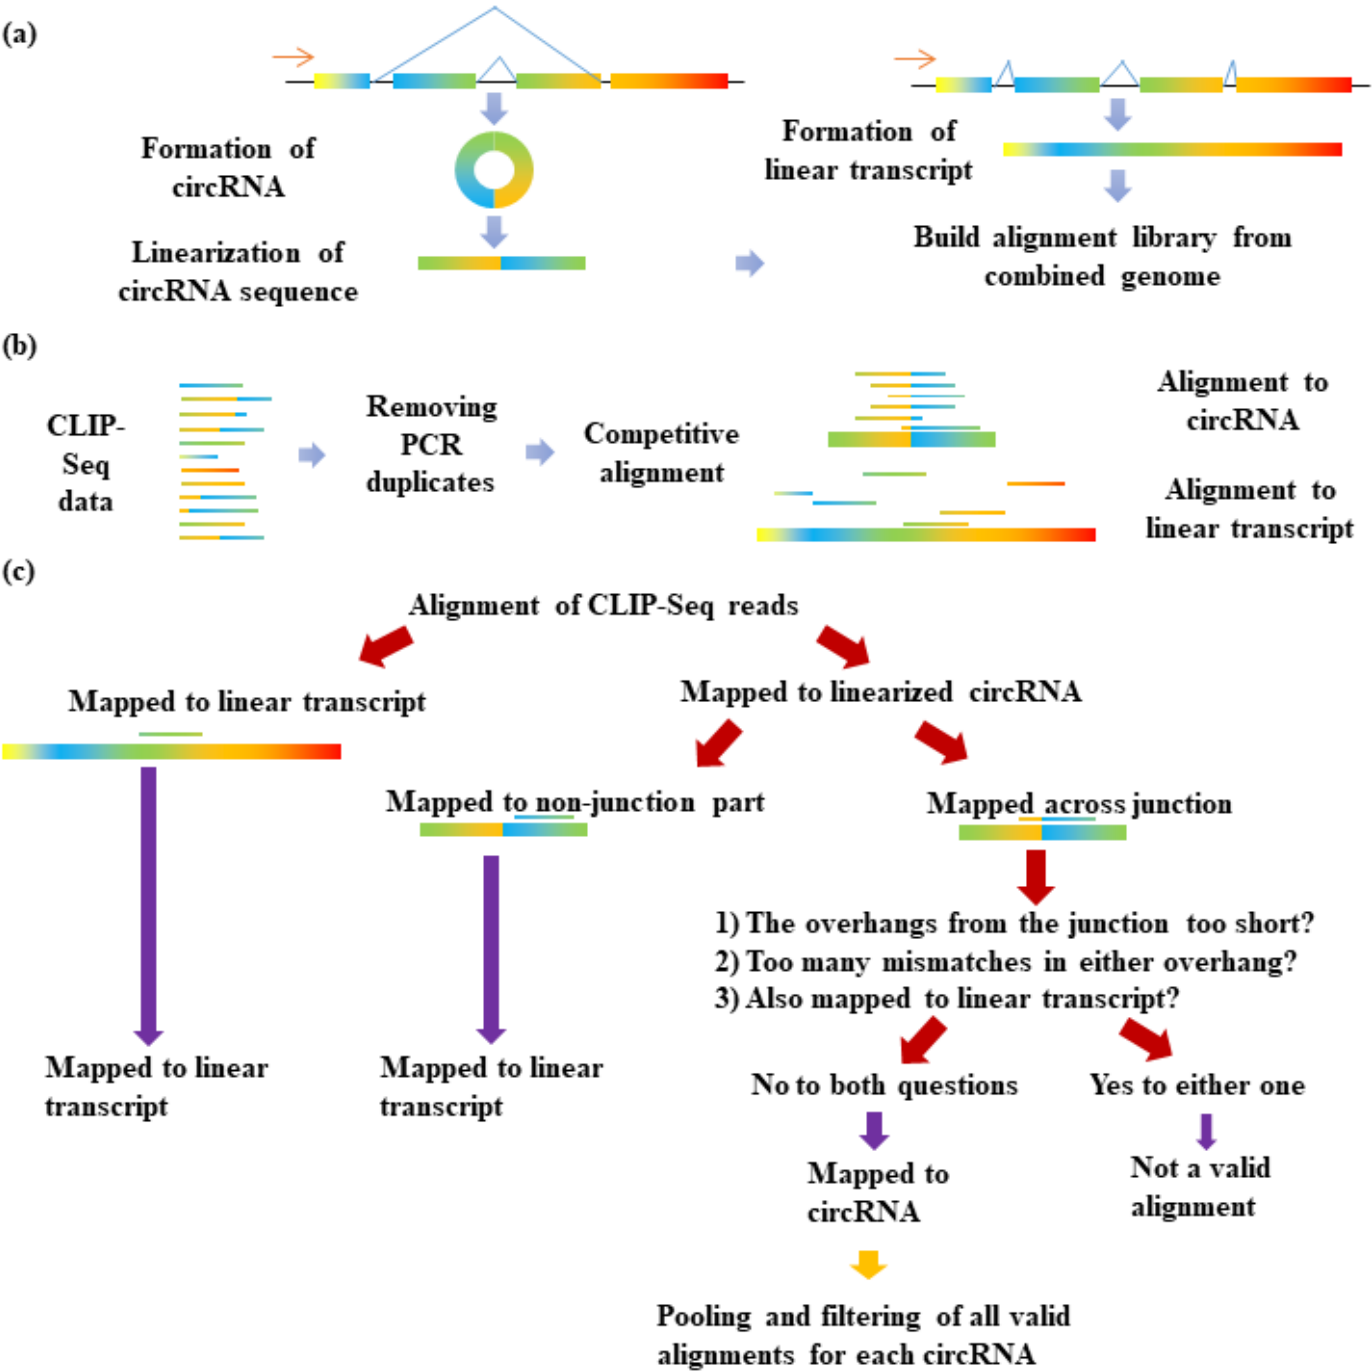 (a)
Formation of
circRNA
Linearization of
circRNA sequence
Formation of
linear transcript
Build alignment library from
combined genome
(b)
CLIP-
Seq
data
Removing
PCR
duplicates
Competitive
alignment
Alignment to
circRNA
Alignment to
linear transcript
(c)
Alignment of CLIP-Seq reads
Mapped to linear transcript
Mapped to linearized circRNA
Mapped to non-junction part
Mapped across junction
1) The overhangs from the junction too short?
2) Too many mismatches in either overhang?
3) Also mapped to linear transcript?
Mapped to linear
transcript
Mapped to linear
transcript
No to both questions
Yes to either one
Mapped to
circRNA
Not a valid
alignment
Pooling and filtering of all valid
alignments for each circRNA